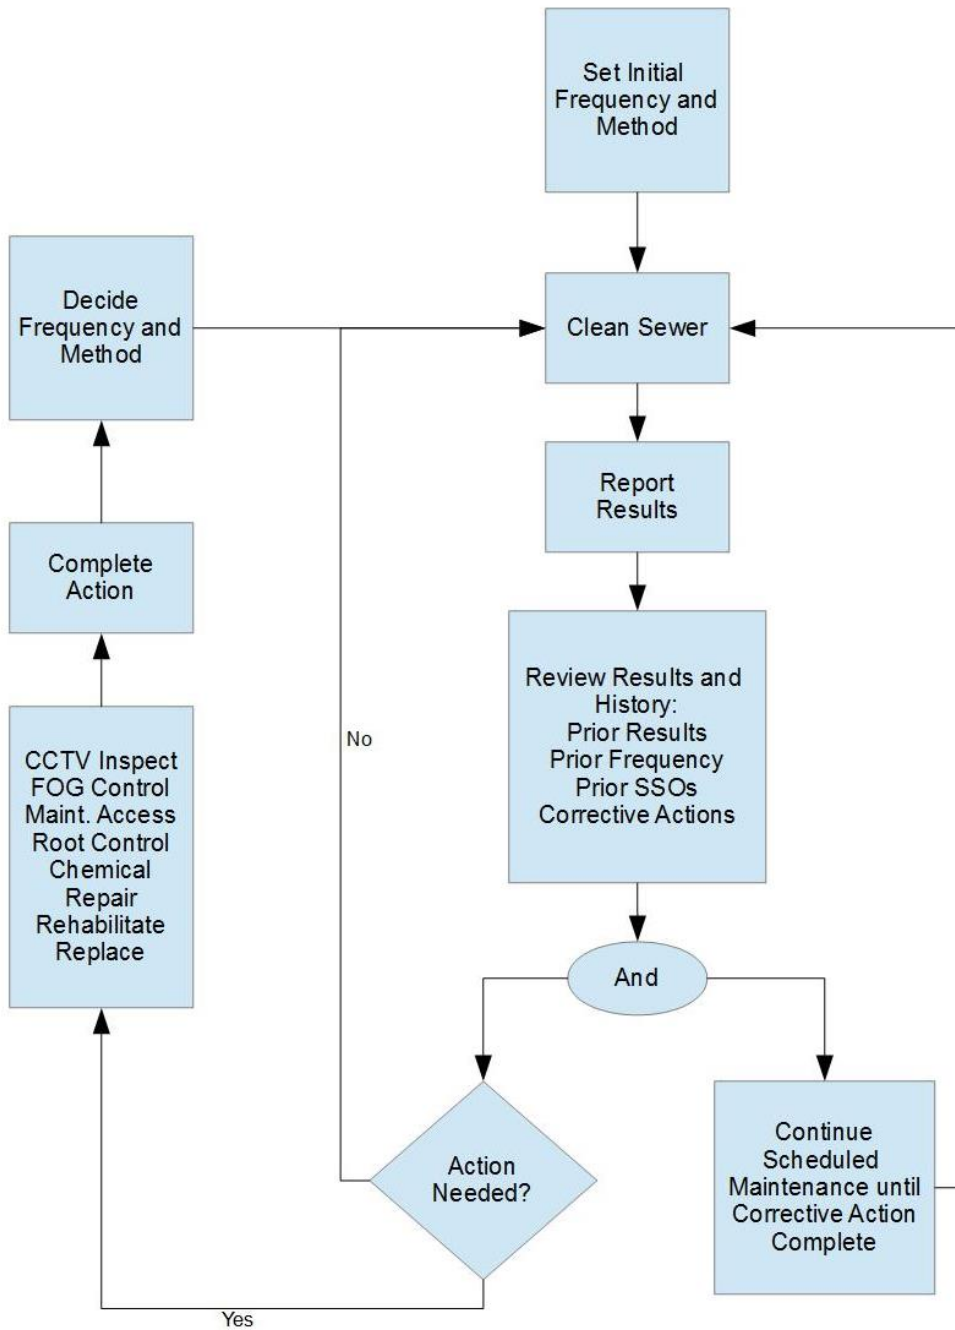 Set Initial
Frequency and
Method
Decide
Frequency and
Method
Clean Sewer
Report
Results
Complete
Action
Review Results and
History:
Prior Results
Prior Frequency
Prior SSOs
Corrective Actions
CCTV Inspect
FOG Control
Maint. Access
Root Control
Chemical
Repair
Rehabilitate
Replace
No
And
Action
Needed?
Continue
Scheduled
Maintenance until
Corrective Action
Complete
Yes